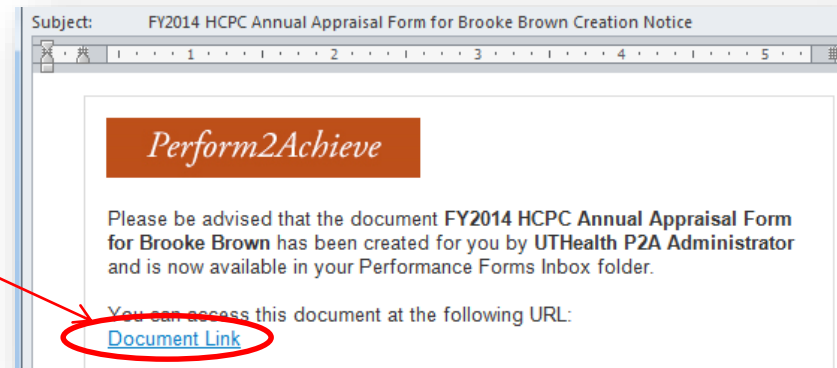 Subject: FY2014 HCPC Annual Appraisal Form for Brooke Brown Creation Notice
1 2 3 4 5
Perform2Achieve
Please be advised that the document FY2014 HCPC Annual Appraisal Form
for Brooke Brown has been created for you by UTHealth P2A Administrator
and is now available in your Performance Forms Inbox folder.
You can access this document at the following URL:
Document Link